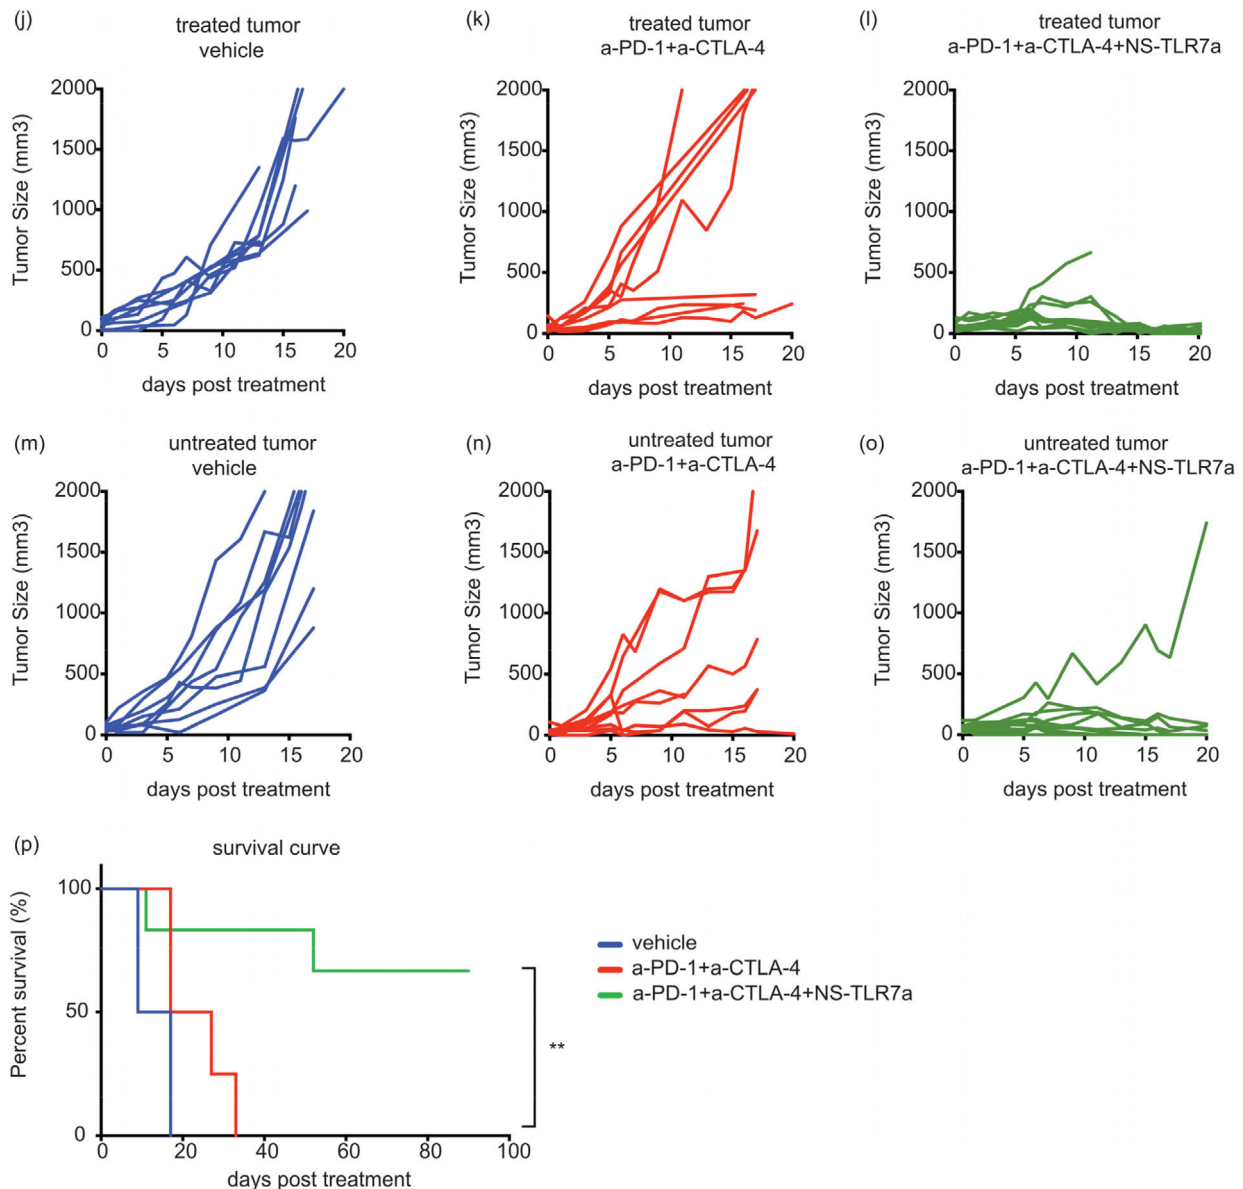 (j)
treated tumor
vehicle
Tumor Size (mm3)
2000
1500
1000
500
0
0 5 10 15 20
days post treatment
(k)
treated tumor
a-PD-1+a-CTLA-4
Tumor Size (mm3)
2000
1500
1000
500
0
0 5 10 15 20
days post treatment
(l)
treated tumor
a-PD-1+a-CTLA-4+NS-TLR7a
Tumor Size (mm3)
2000
1500
1000
500
0
0 5 10 15 20
days post treatment
(m)
untreated tumor
vehicle
Tumor Size (mm3)
2000
1500
1000
500
0
0 5 10 15 20
days post treatment
(n)
untreated tumor
a-PD-1+a-CTLA-4
Tumor Size (mm3)
2000
1500
1000
500
0
0 5 10 15 20
days post treatment
(o)
untreated tumor
a-PD-1+a-CTLA-4+NS-TLR7a
Tumor Size (mm3)
2000
1500
1000
500
0
0 5 10 15 20
days post treatment
(p)
survival curve
Percent survival (%)
100
50
0
0 20 40 60 80 100
days post treatment
vehicle
a-PD-1+a-CTLA-4
a-PD-1+a-CTLA-4+NS-TLR7a
**